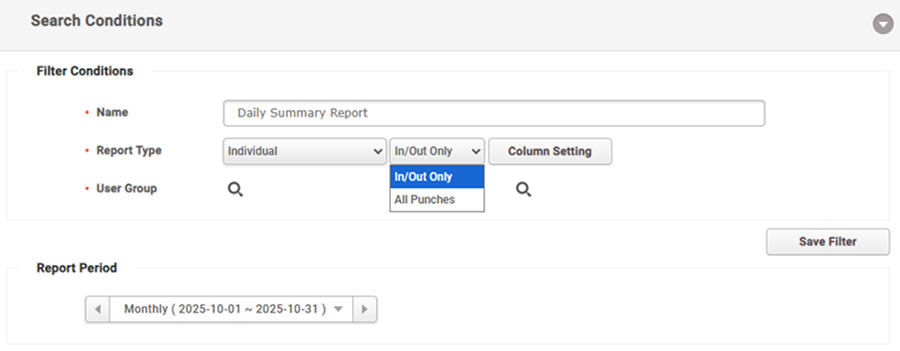 Search Conditions
Filter Conditions
• Name Daily Summary Report
• Report Type Individual In/Out Only Column Setting
In/Out Only
• User Group
All Punches
Save Filter
Report Period
Monthly ( 2025-10-01 ~ 2025-10-31 )